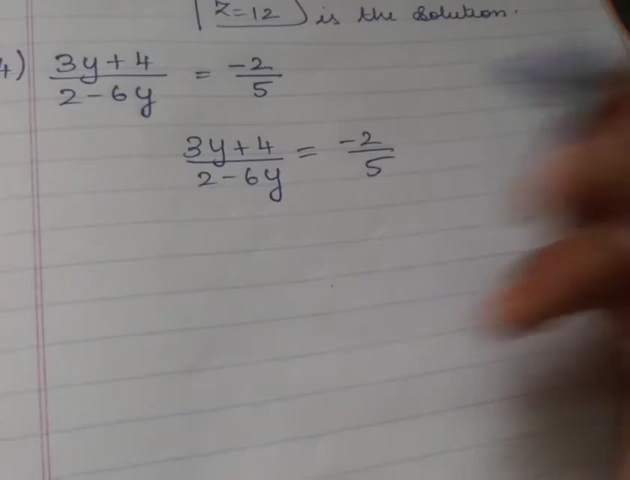 z=12 is the solution.
4) (3y+4)/(2-6y) = -2/5
(3y+4)/(2-6y) = -2/5